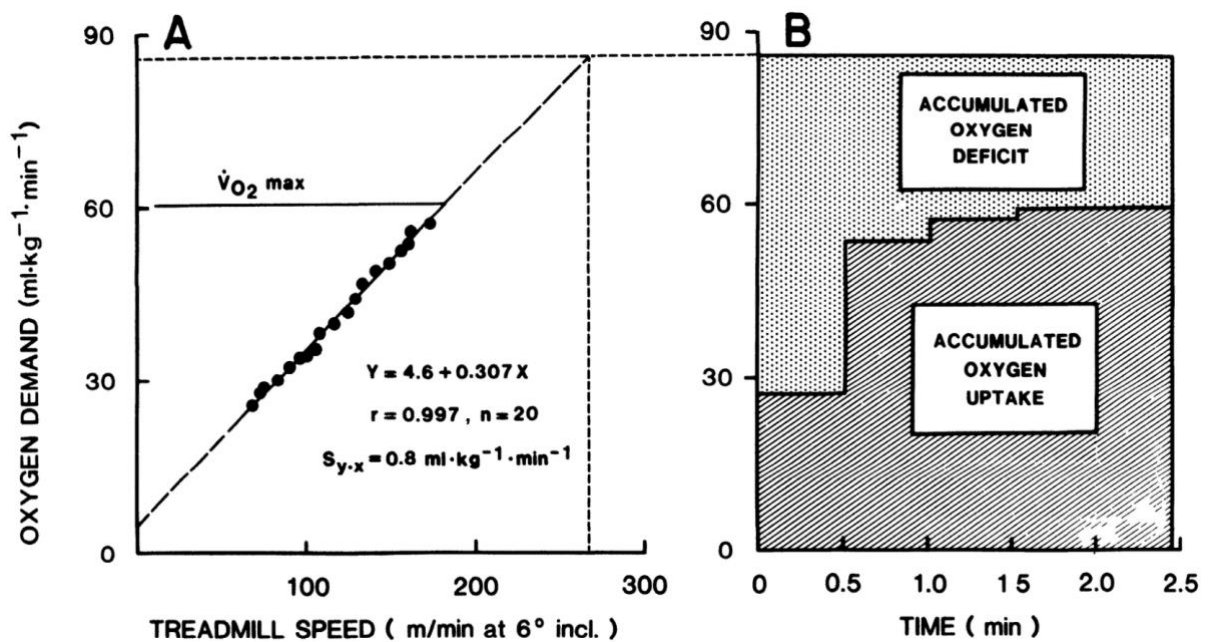 A
B
OXYGEN DEMAND (ml·kg⁻¹·min⁻¹)
90
60
30
0
V̇O₂ max
Y = 4.6 + 0.307 X
r = 0.997 , n = 20
Sy·x = 0.8 ml·kg⁻¹·min⁻¹
100
200
300
TREADMILL SPEED ( m/min at 6° incl. )
90
60
30
0
ACCUMULATED
OXYGEN
DEFICIT
ACCUMULATED
OXYGEN
UPTAKE
0
0.5
1.0
1 5
2.0
2.5
TIME ( min )